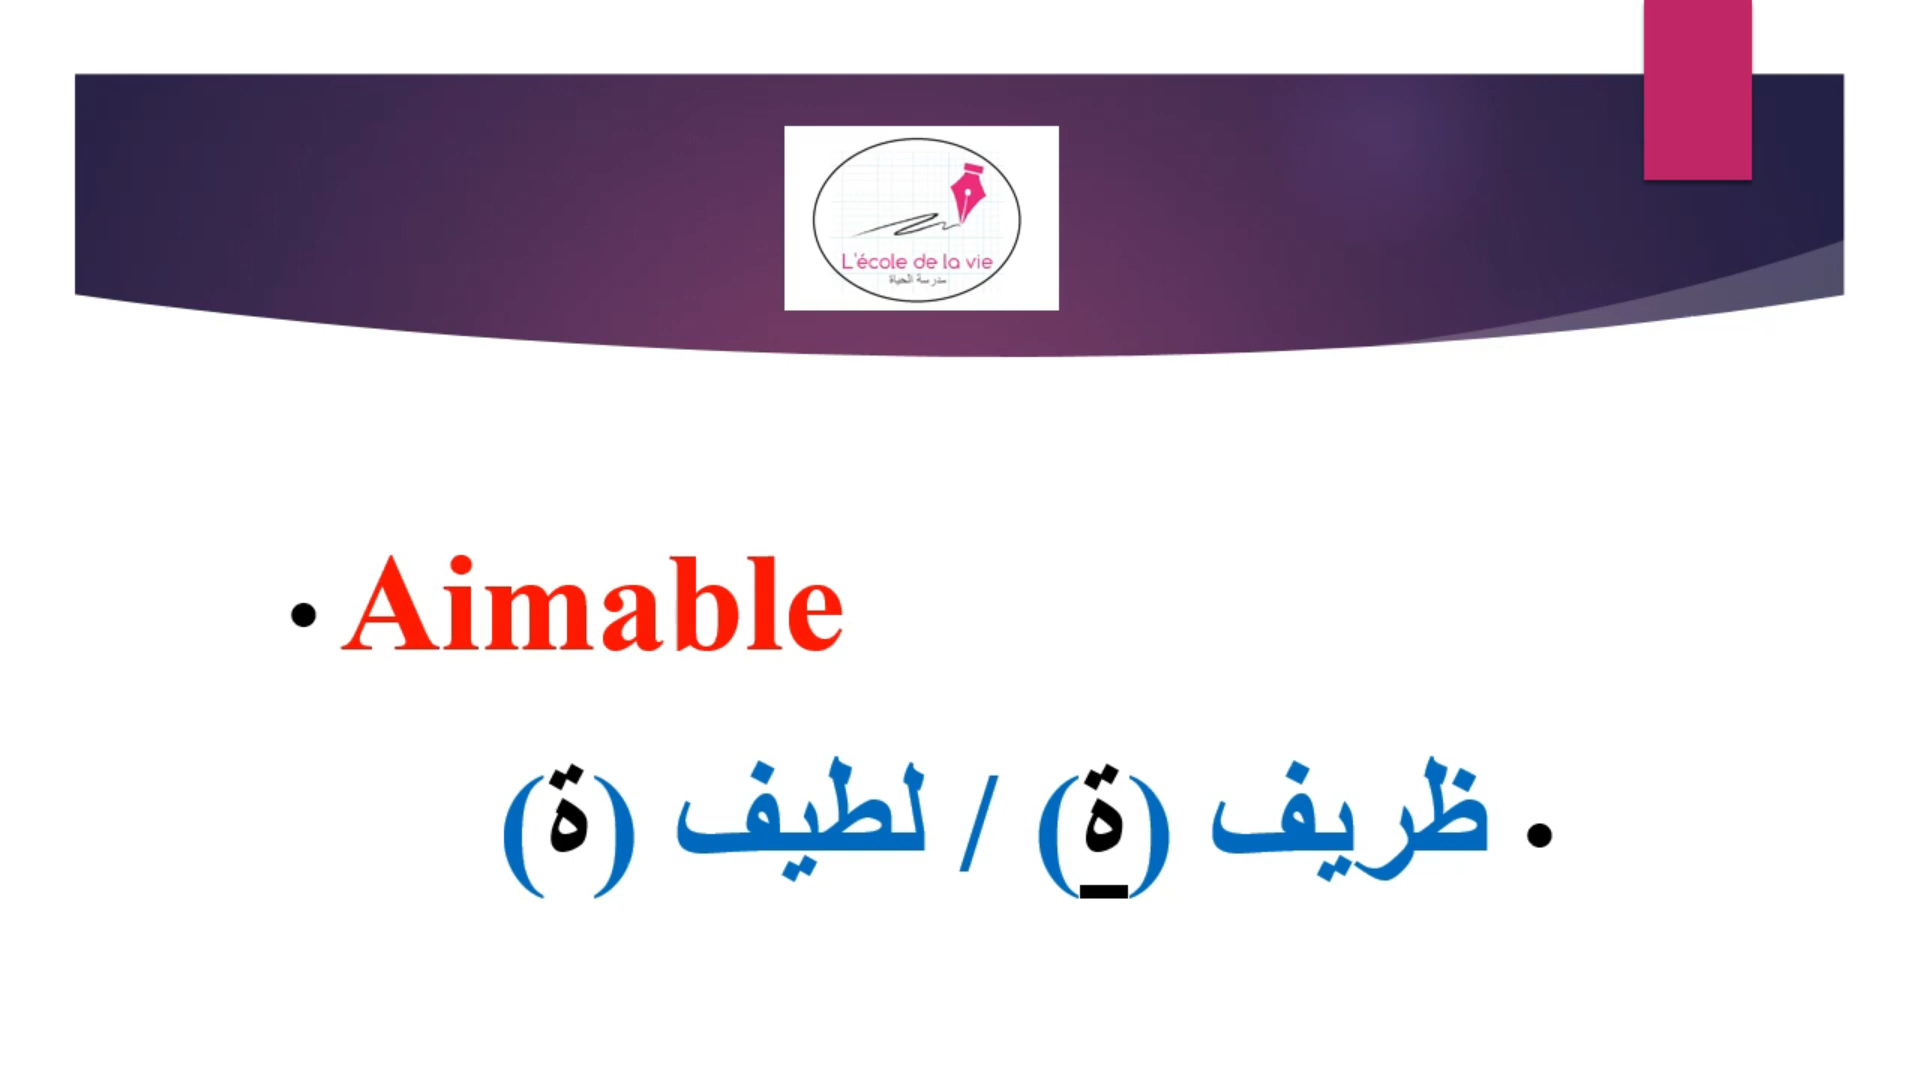 L'école de la vie
مدرسة الحياة
• Aimable
• ظريف (ة) / لطيف (ة)